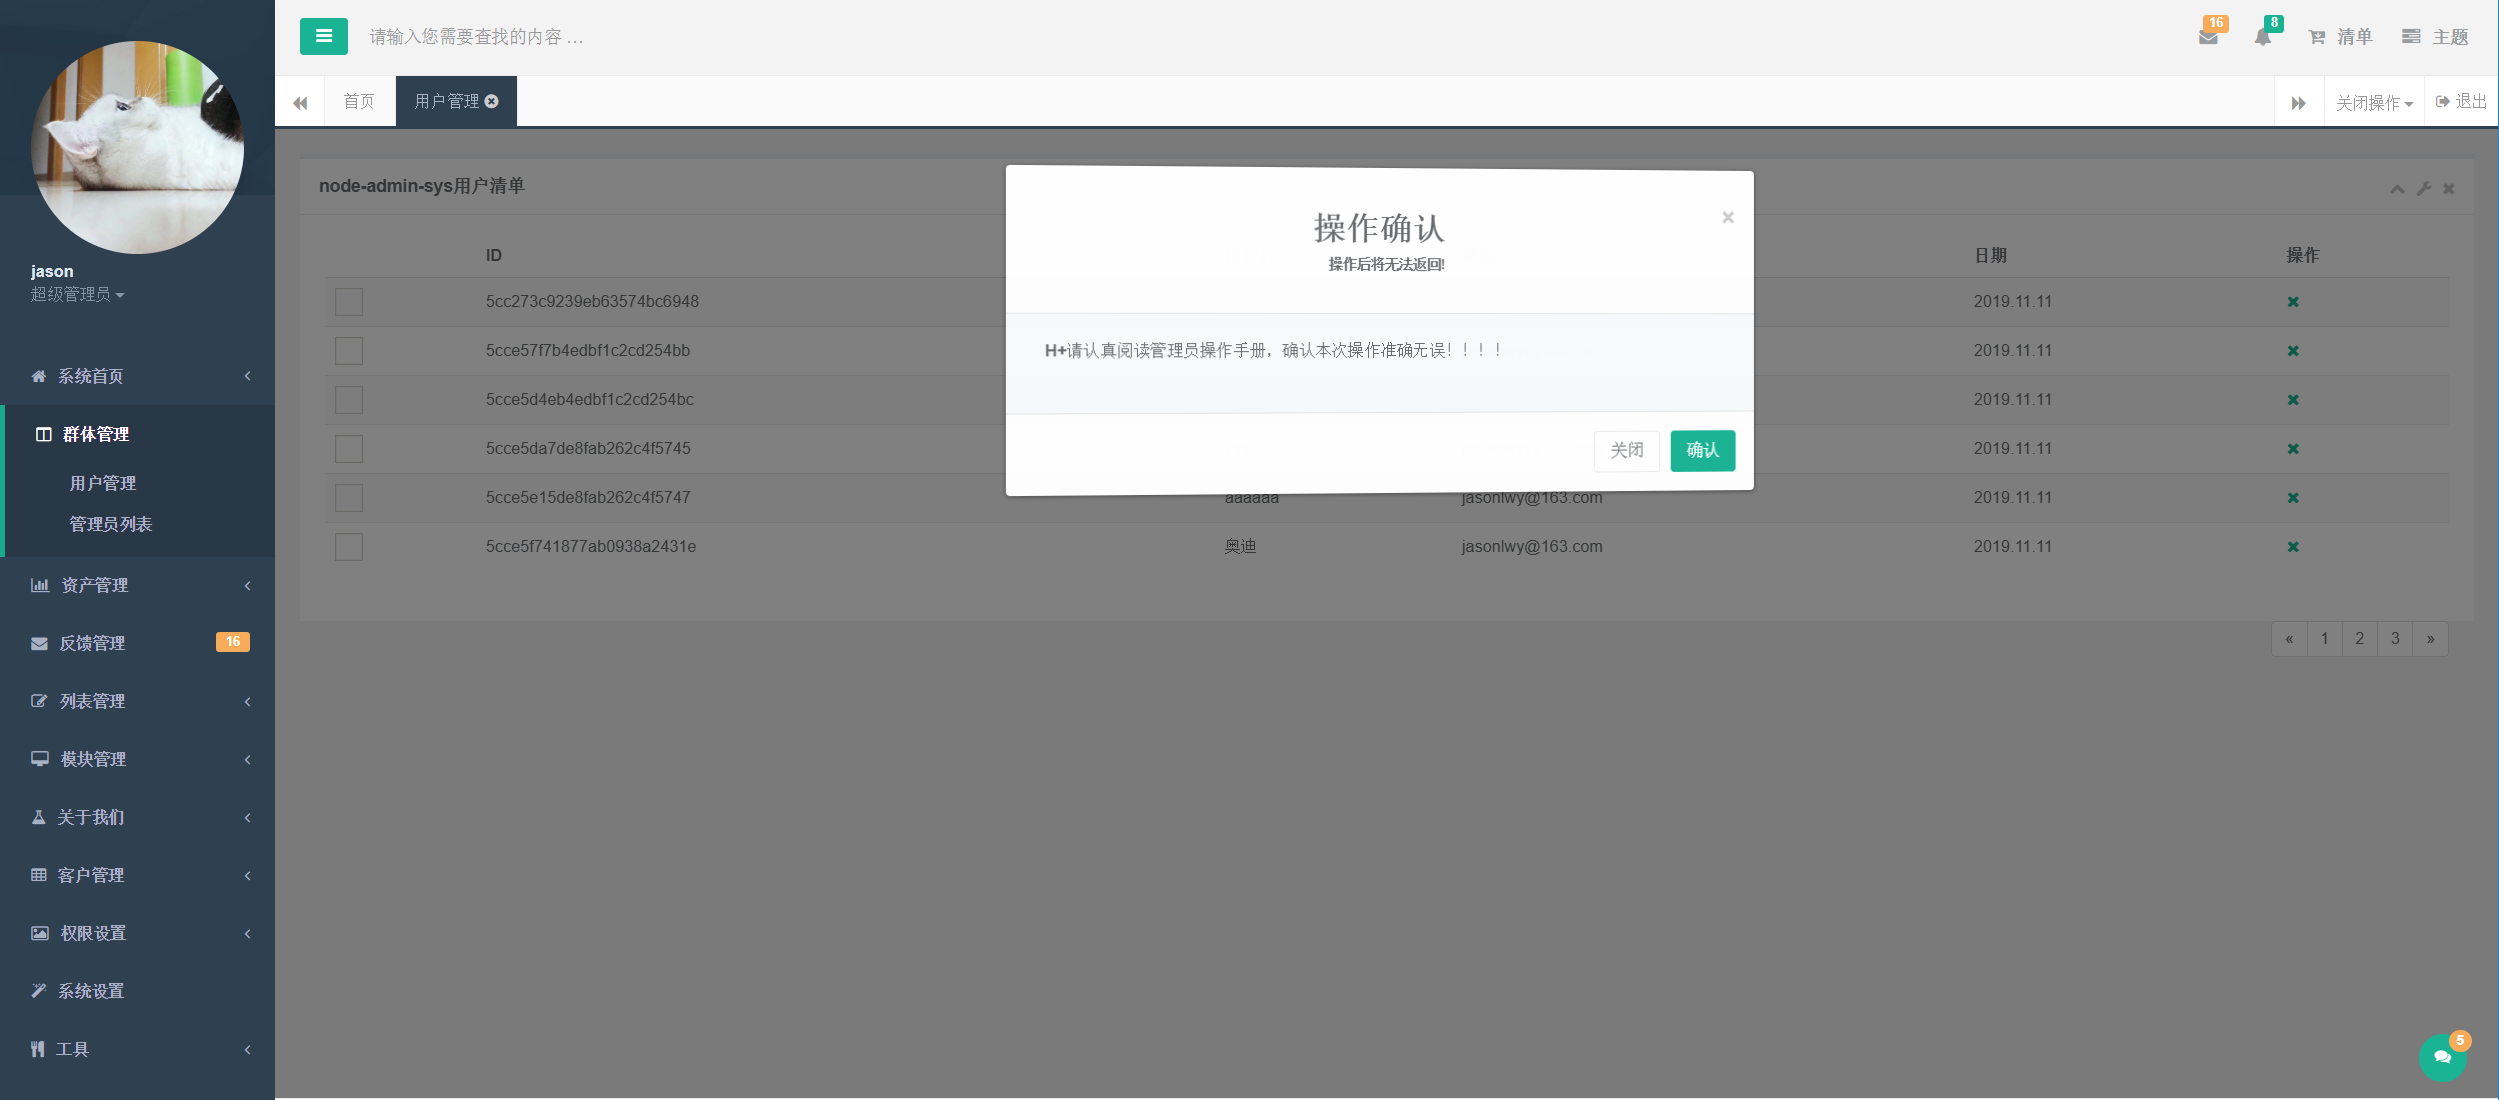 请输入您需要查找的内容 …
16
8
清单
主题
首页
用户管理
关闭操作
退出
jason
超级管理员
系统首页
群体管理
用户管理
管理员列表
资产管理
反馈管理
16
列表管理
模块管理
关于我们
客户管理
权限设置
系统设置
工具
node-admin-sys用户清单
ID
日期
操作
5cc273c9239eb63574bc6948
2019.11.11
5cce57f7b4edbf1c2cd254bb
2019.11.11
5cce5d4eb4edbf1c2cd254bc
2019.11.11
5cce5da7de8fab262c4f5745
2019.11.11
5cce5e15de8fab262c4f5747
aaaaaa
jasonlwy@163.com
2019.11.11
5cce5f741877ab0938a2431e
奥迪
jasonlwy@163.com
2019.11.11
« 1 2 3 »
操作确认
×
操作后将无法返回!
H+请认真阅读管理员操作手册，确认本次操作准确无误！！！！
关闭
确认
5